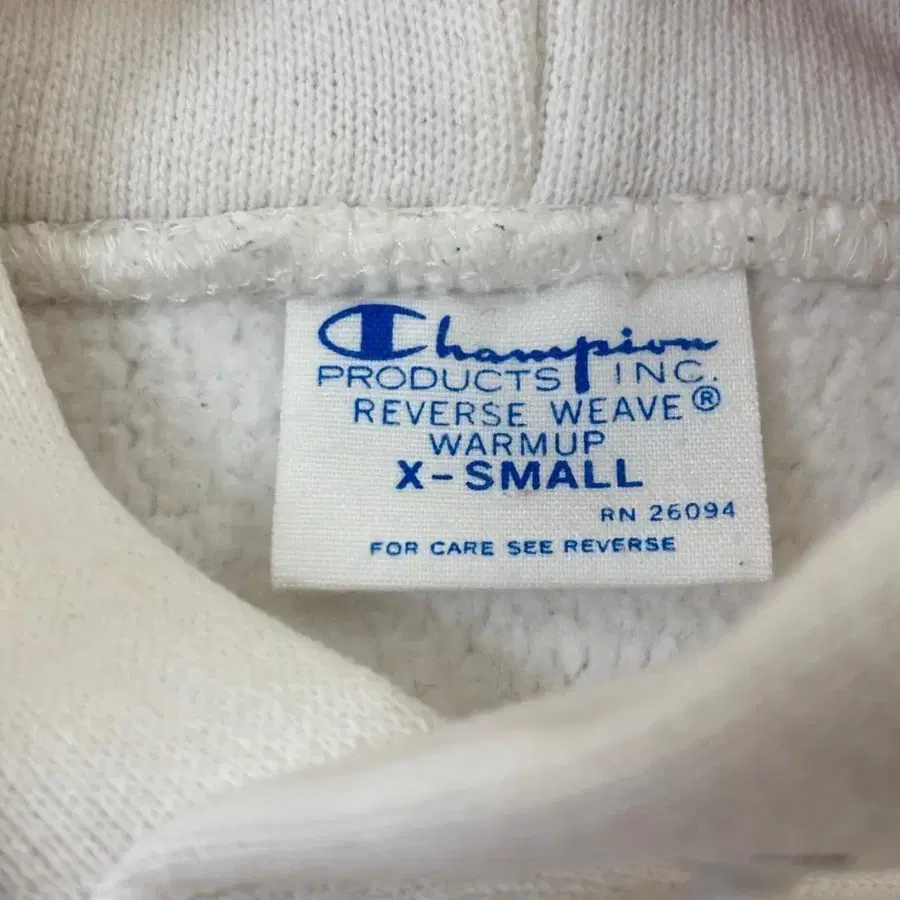 Champion
PRODUCTS INC.
REVERSE WEAVE®
WARMUP
X-SMALL
RN 26094
FOR CARE SEE REVERSE